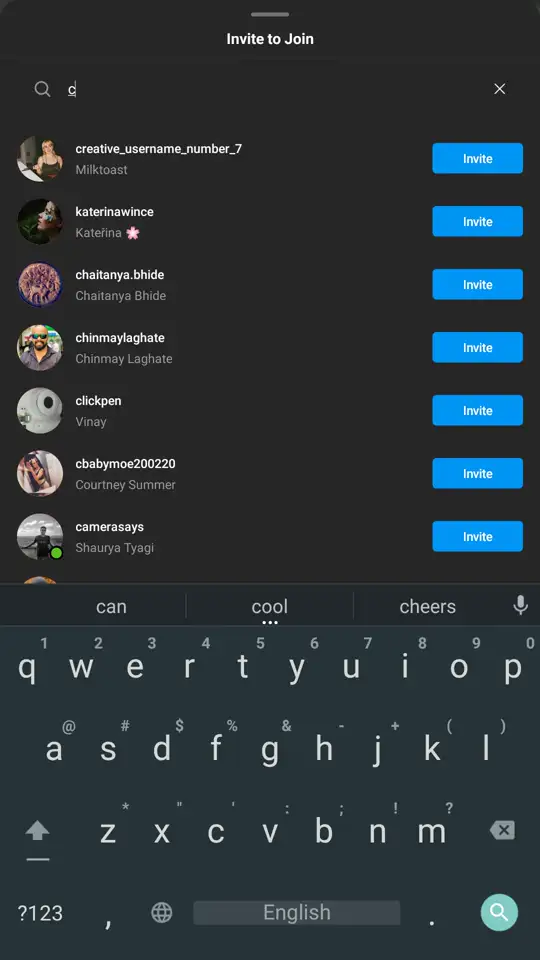 Invite to Join
c
creative_username_number_7
Milktoast
Invite
katerinawince
Kateřina 🌸
Invite
chaitanya.bhide
Chaitanya Bhide
Invite
chinmaylaghate
Chinmay Laghate
Invite
clickpen
Vinay
Invite
cbabymoe200220
Courtney Summer
Invite
camerasays
Shaurya Tyagi
Invite
can cool cheers
1 2 3 4 5 6 7 8 9 0
q w e r t y u i o p
@ # $ % & - + ( )
a s d f g h j k l
* " ' : ; ! ?
z x c v b n m
?123 , English .